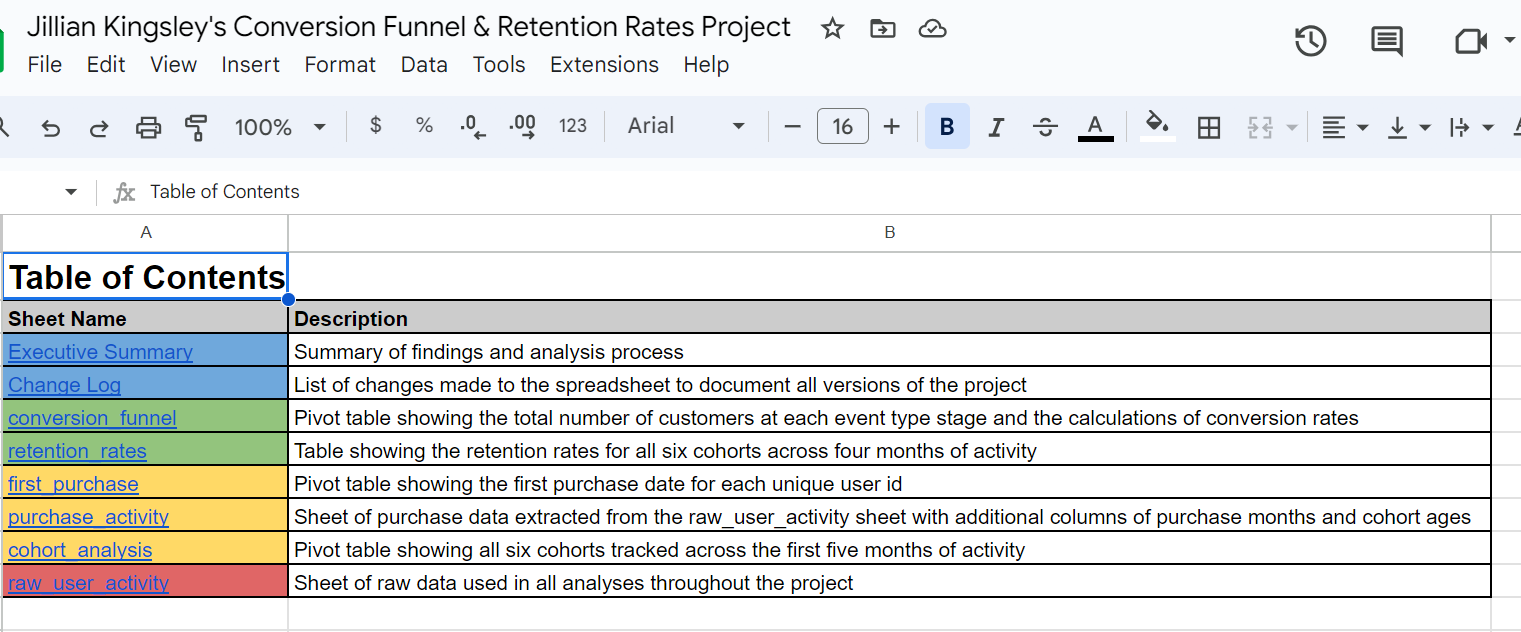 Jillian Kingsley's Conversion Funnel & Retention Rates Project
File Edit View Insert Format Data Tools Extensions Help
100% $ % .0 .00 123 Arial 16 B I S A
fx Table of Contents
A B
Table of Contents
Sheet Name Description
Executive Summary Summary of findings and analysis process
Change Log List of changes made to the spreadsheet to document all versions of the project
conversion_funnel Pivot table showing the total number of customers at each event type stage and the calculations of conversion rates
retention_rates Table showing the retention rates for all six cohorts across four months of activity
first_purchase Pivot table showing the first purchase date for each unique user id
purchase_activity Sheet of purchase data extracted from the raw_user_activity sheet with additional columns of purchase months and cohort ages
cohort_analysis Pivot table showing all six cohorts tracked across the first five months of activity
raw_user_activity Sheet of raw data used in all analyses throughout the project